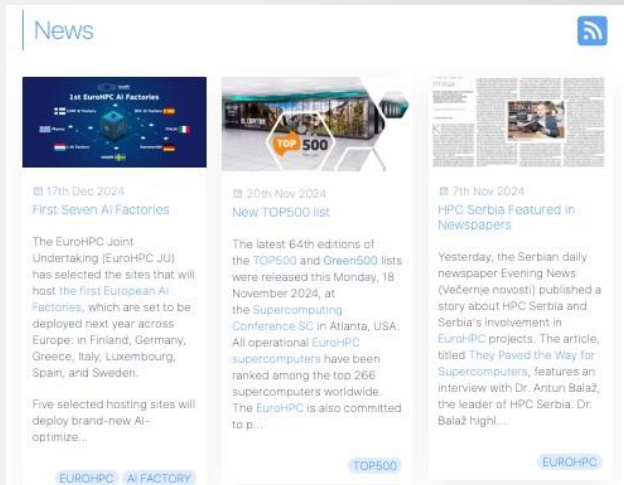 News
1st EuroHPC AI Factories
TOP 500
17th Dec 2024
First Seven AI Factories
The EuroHPC Joint
Undertaking (EuroHPC JU)
has selected the sites that will
host the first European AI
Factories, which are set to be
deployed next year across
Europe: in Finland, Germany,
Greece, Italy, Luxembourg,
Spain, and Sweden.
Five selected hosting sites will
deploy brand-new AI-
optimize...
EUROHPC AI FACTORY
20th Nov 2024
New TOP500 list
The latest 64th editions of
the TOP500 and Green500 lists
were released this Monday, 18
November 2024, at
the Supercomputing
Conference SC in Atlanta, USA.
All operational EuroHPC
supercomputers have been
ranked among the top 266
supercomputers worldwide.
The EuroHPC is also committed
to p...
TOP500
7th Nov 2024
HPC Serbia Featured in
Newspapers
Yesterday, the Serbian daily
newspaper Evening News
(Večernje novosti) published a
story about HPC Serbia and
Serbia's involvement in
EuroHPC projects. The article,
titled They Paved the Way for
Supercomputers, features an
interview with Dr. Antun Balaž,
the leader of HPC Serbia. Dr.
Balaž highl...
EUROHPC